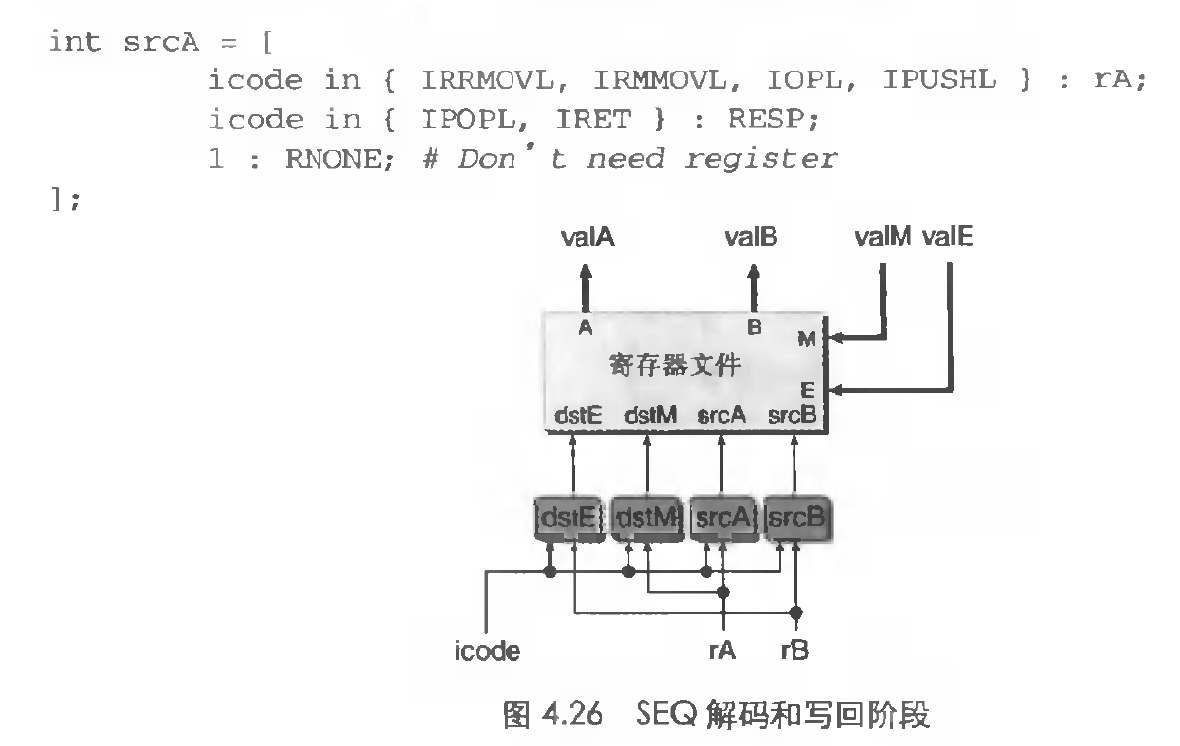 int srcA = [
icode in { IRRMOVL, IRMMOVL, IOPL, IPUSHL } : rA;
icode in { IPOPL, IRET } : RESP;
1 : RNONE; # Don't need register
];
valA valB valM valE
A B
M
寄存器文件
E
dstE dstM srcA srcB
dstE dstM srcA srcB
icode rA rB
图 4.26 SEQ 解码和写回阶段